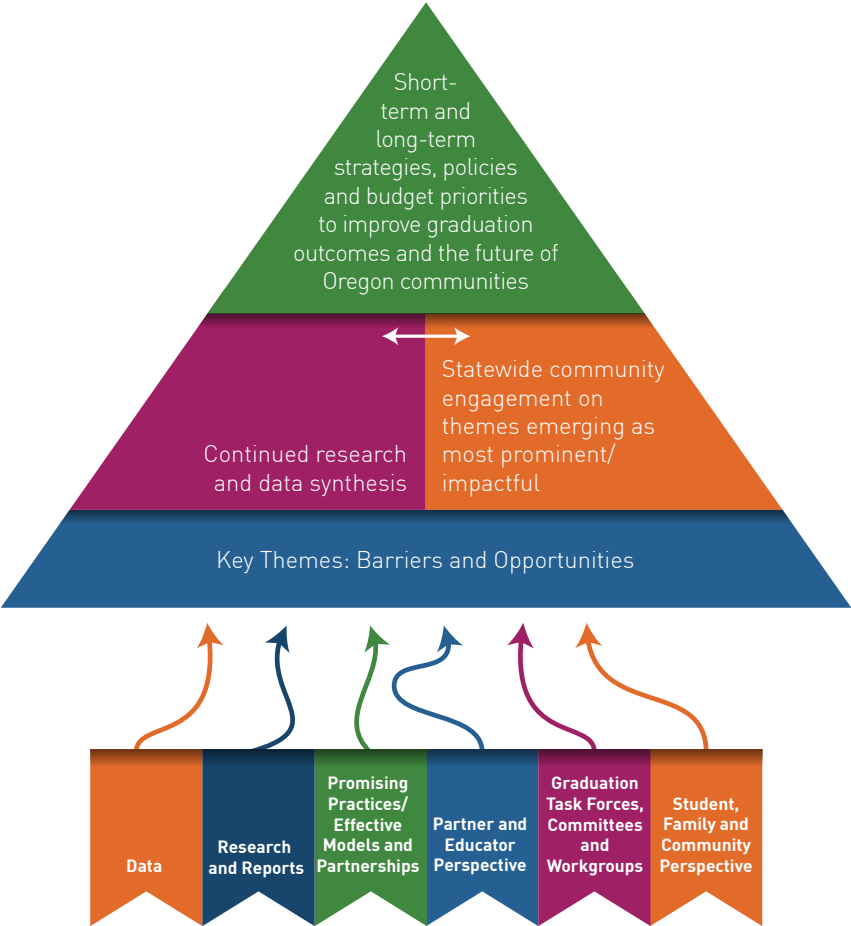 Short-
term and
long-term
strategies, policies
and budget priorities
to improve graduation
outcomes and the future of
Oregon communities
Continued research
and data synthesis
Statewide community
engagement on
themes emerging as
most prominent/
impactful
Key Themes: Barriers and Opportunities
Data
Research
and Reports
Promising
Practices/
Effective
Models and
Partnerships
Partner and
Educator
Perspective
Graduation
Task Forces,
Committees
and
Workgroups
Student,
Family and
Community
Perspective